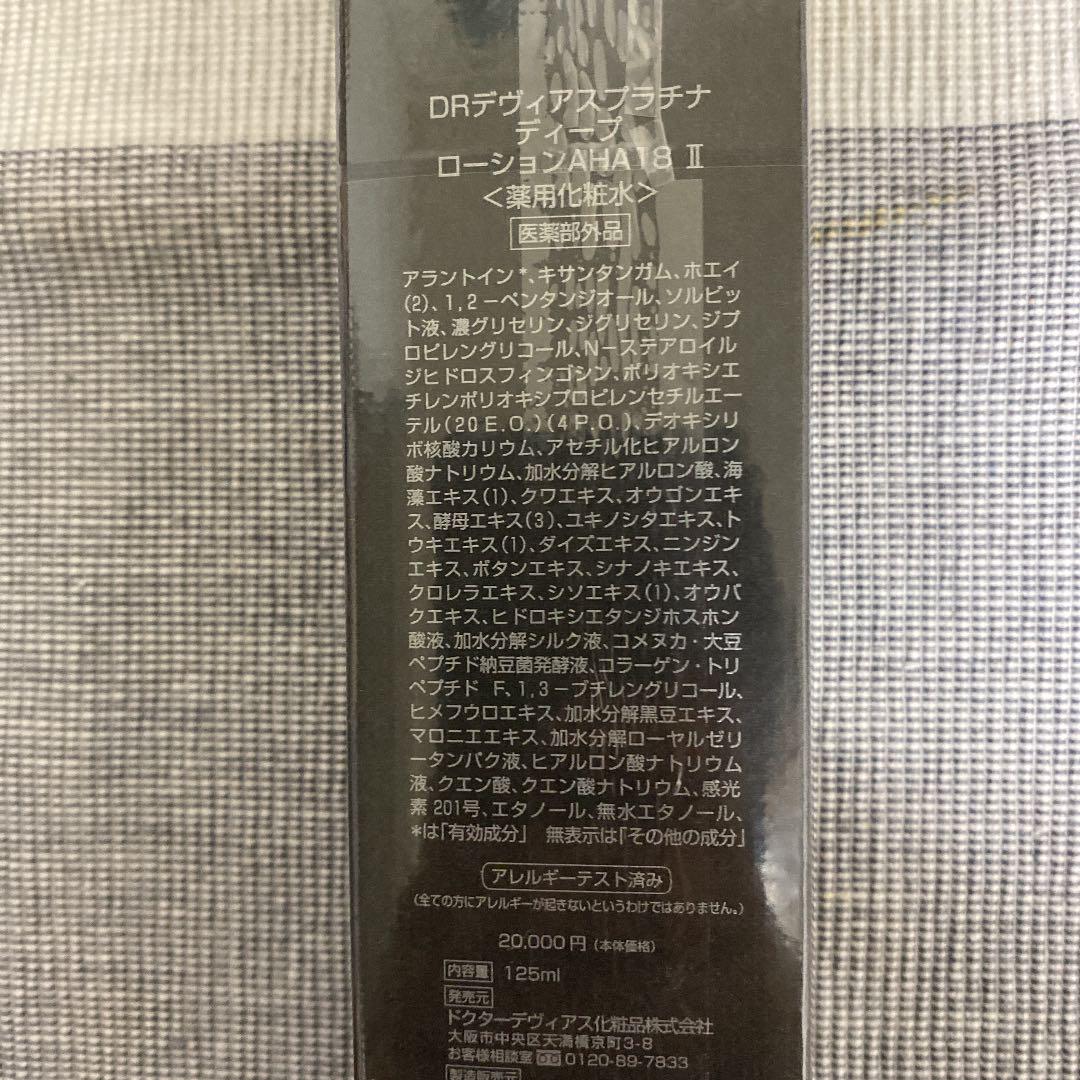 DRデヴィアスプラチナ
ディープ
ローションAHA18 Ⅱ
＜薬用化粧水＞
医薬部外品
アラントイン*、キサンタンガム、ホエイ
(2)、1,2－ペンタンジオール、ソルビッ
ト液、濃グリセリン、ジグリセリン、ジプ
ロピレングリコール、N－ステアロイル
ジヒドロスフィンゴシン、ポリオキシエ
チレンポリオキシプロピレンセチルエー
テル(20 E.O.)(4 P.O.)、デオキシリ
ボ核酸カリウム、アセチル化ヒアルロン
酸ナトリウム、加水分解ヒアルロン酸、海
藻エキス(1)、クワエキス、オウゴンエキ
ス、酵母エキス(3)、ユキノシタエキス、ト
ウキエキス(1)、ダイズエキス、ニンジン
エキス、ボタンエキス、シナノキエキス、
クロレラエキス、シソエキス(1)、オウバ
クエキス、ヒドロキシエタンジホスホン
酸液、加水分解シルク液、コメヌカ・大豆
ペプチド納豆菌発酵液、コラーゲン・トリ
ペプチド F、1,3－ブチレングリコール、
ヒメフウロエキス、加水分解黒豆エキス、
マロニエエキス、加水分解ローヤルゼリ
ータンパク液、ヒアルロン酸ナトリウム
液、クエン酸、クエン酸ナトリウム、感光
素201号、エタノール、無水エタノール、
*は「有効成分」 無表示は「その他の成分」
アレルギーテスト済み
(全ての方にアレルギーが起きないというわけではありません。)
20,000円（本体価格）
内容量 125ml
発売元
ドクターデヴィアス化粧品株式会社
大阪市中央区天満橋京町3-8
お客様相談室 0120-89-7833
製造販売元